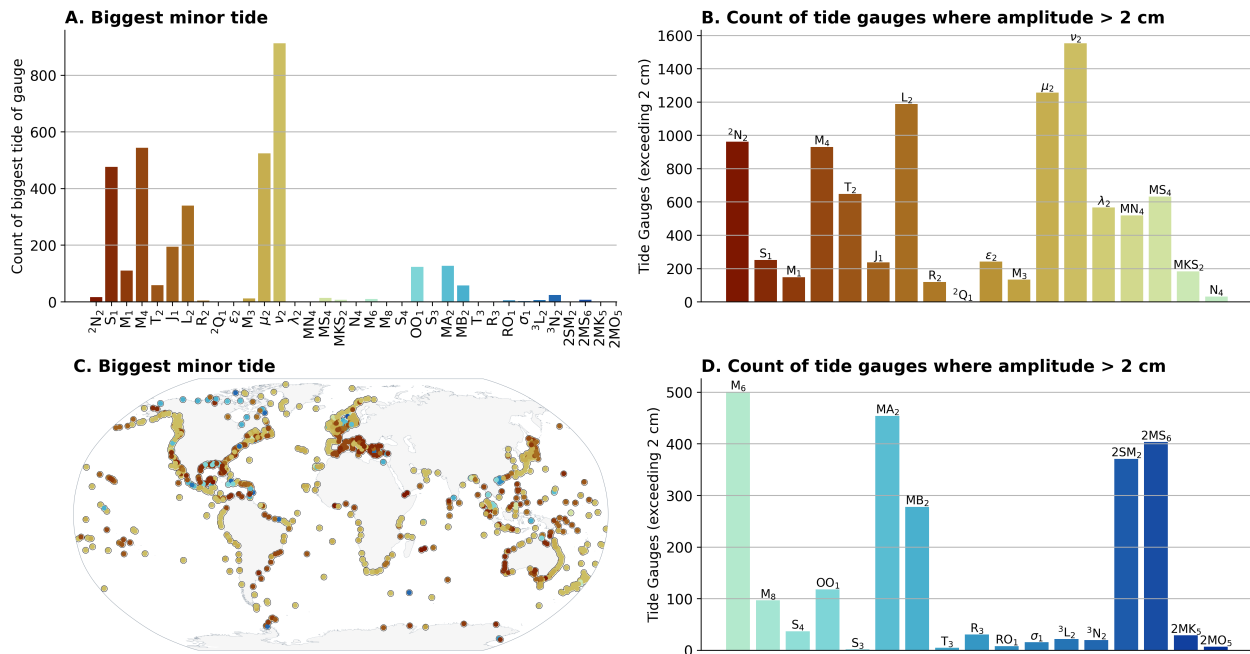 A. Biggest minor tide
Count of biggest tide of gauge
800
600
400
200
0
²N₂ S₁ M₁ M₄ T₂ J₁ L₂ R₂ ²Q₁ ε₂ M₃ μ₂ ν₂ λ₂ MN₄ MS₄ MKS₂ N₄ M₆ M₈ S₄ OO₁ S₃ MA₂ MB₂ T₃ R₃ RO₁ σ₁ ³L₂ ³N₂ 2SM₂ 2MS₆ 2MK₅ 2MO₅
B. Count of tide gauges where amplitude > 2 cm
Tide Gauges (exceeding 2 cm)
1600
1400
1200
1000
800
600
400
200
0
²N₂ S₁ M₁ M₄ T₂ J₁ L₂ R₂ ²Q₁ ε₂ M₃ μ₂ ν₂ λ₂ MN₄ MS₄ MKS₂ N₄
C. Biggest minor tide
D. Count of tide gauges where amplitude > 2 cm
Tide Gauges (exceeding 2 cm)
500
400
300
200
100
0
M₆ M₈ S₄ OO₁ S₃ MA₂ MB₂ T₃ R₃ RO₁ σ₁ ³L₂ ³N₂ 2SM₂ 2MS₆ 2MK₅ 2MO₅